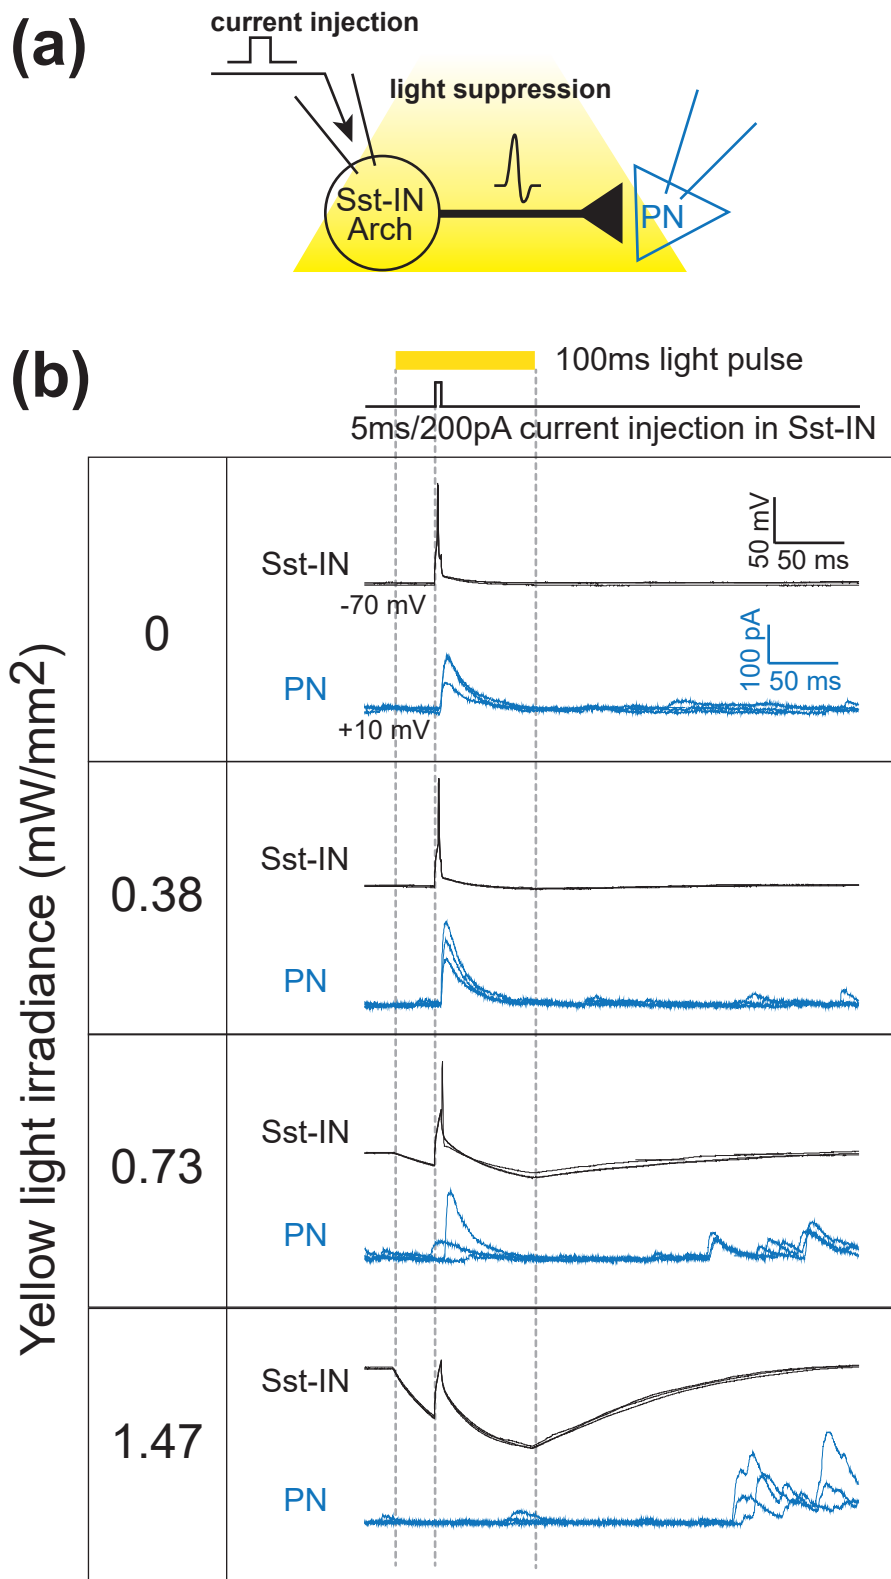 (a)
current injection
light suppression
Sst-IN
Arch
PN
(b)
100ms light pulse
5ms/200pA current injection in Sst-IN
Yellow light irradiance (mW/mm2)
0
Sst-IN
50 mV
50 ms
-70 mV
PN
100 pA
50 ms
+10 mV
0.38
Sst-IN
PN
0.73
Sst-IN
PN
1.47
Sst-IN
PN